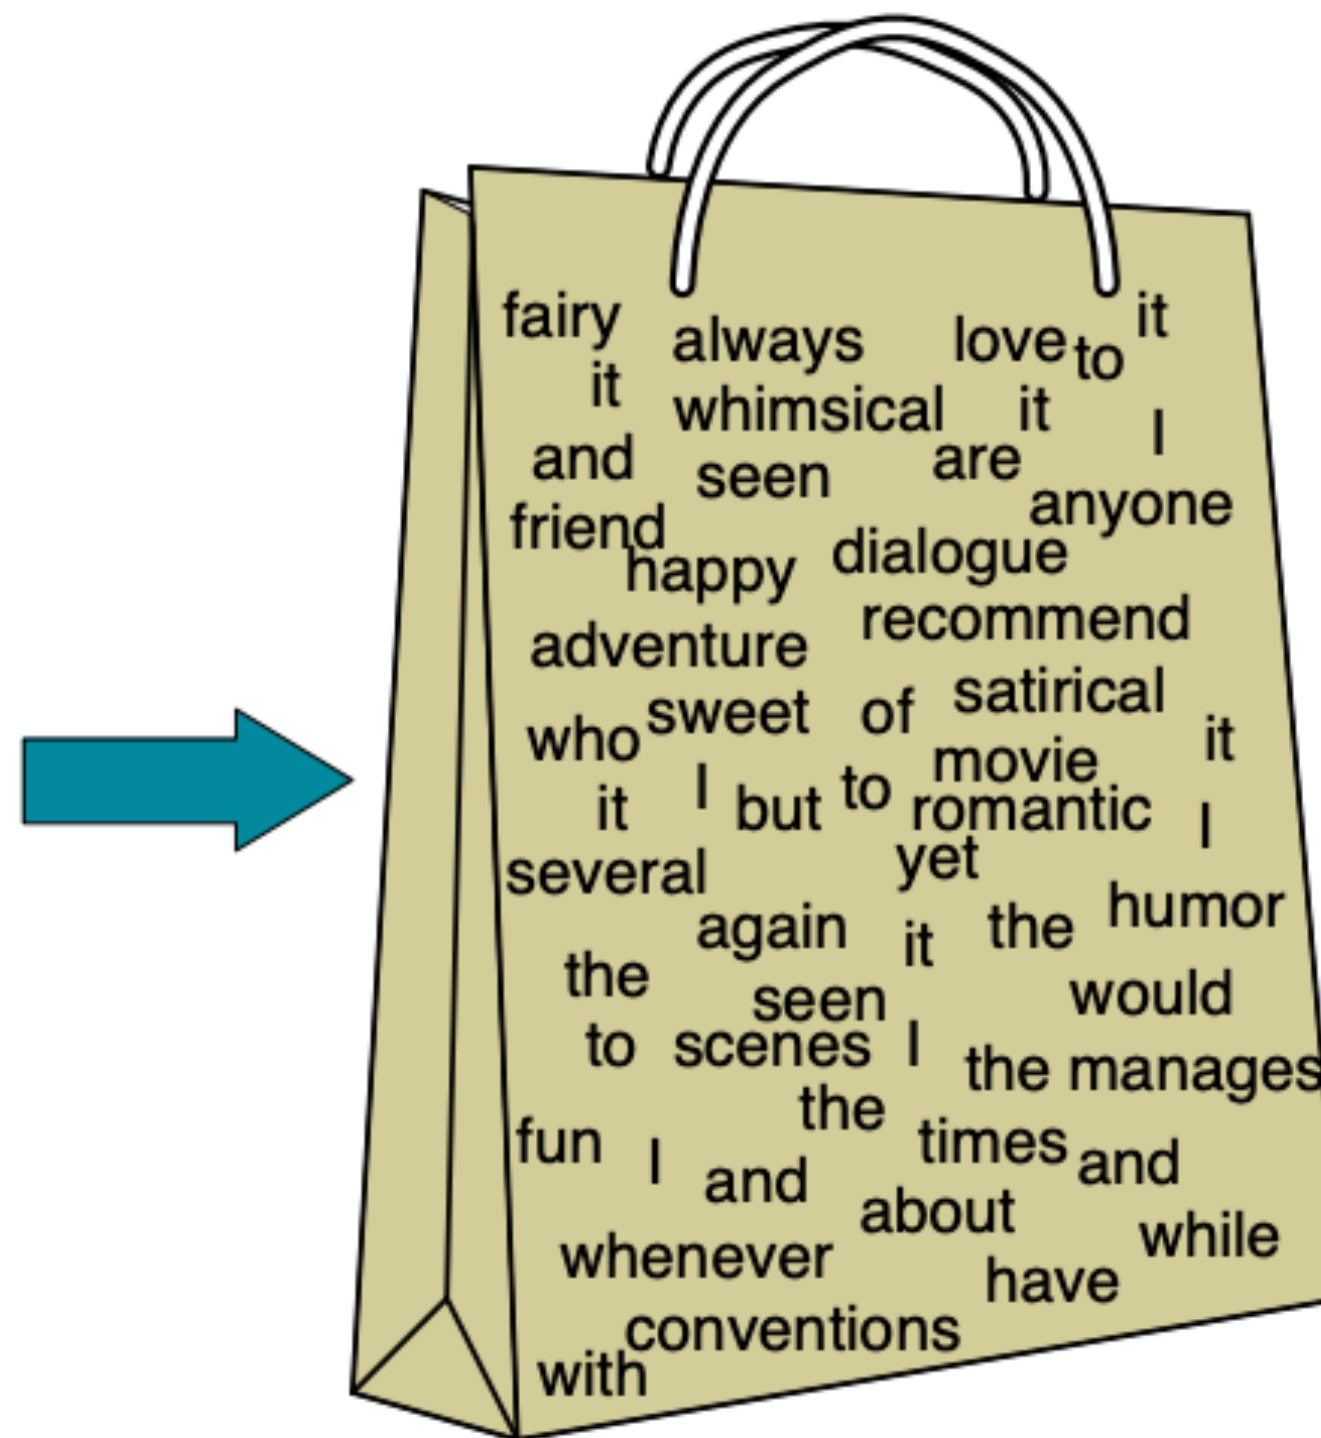 fairy always love to it
it whimsical it I
and seen are anyone
friend happy dialogue
adventure recommend
who sweet of satirical it
it I but to movie romantic I
several yet
again it the humor
the seen would
to scenes I the manages
fun the times and
I and about
whenever have while
conventions
with